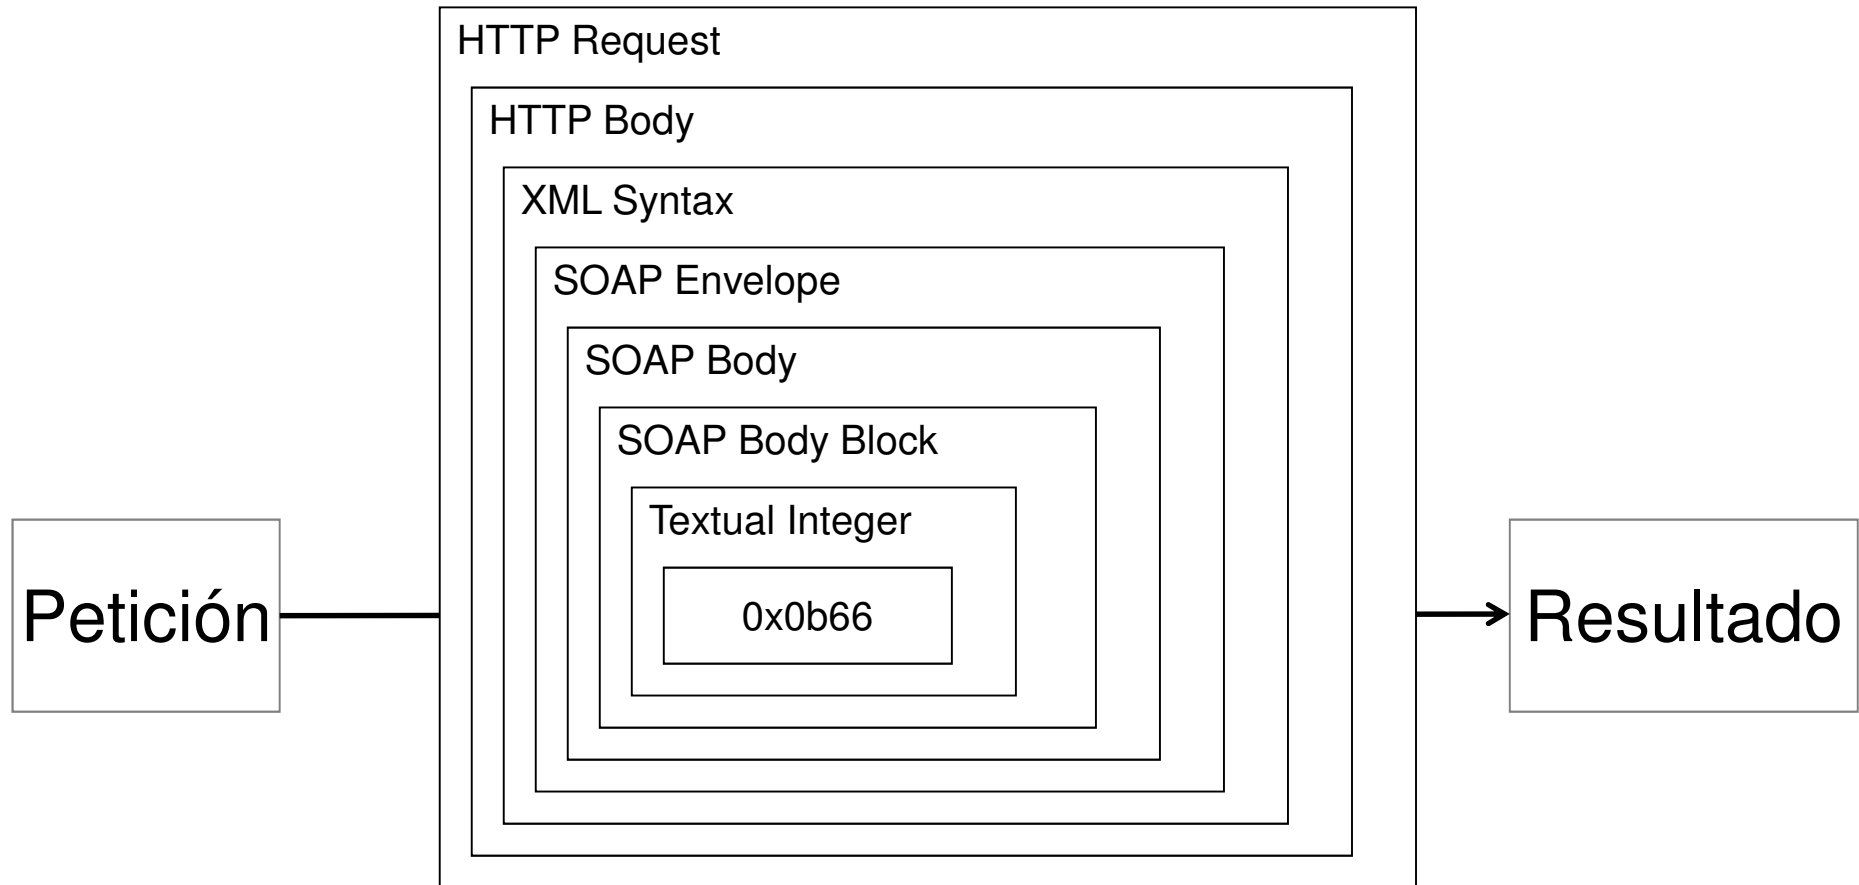 HTTP Request
HTTP Body
XML Syntax
SOAP Envelope
SOAP Body
SOAP Body Block
Textual Integer
0x0b66
Petición
Resultado